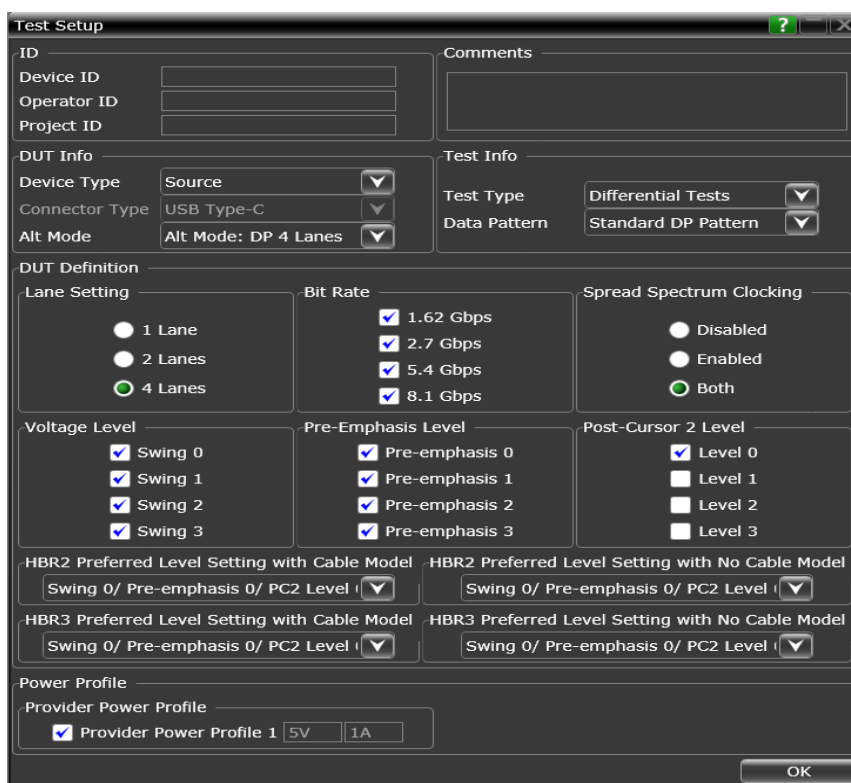 Test Setup
?
ID
Device ID
Operator ID
Project ID
Comments
DUT Info
Device Type Source
Connector Type USB Type-C
Alt Mode Alt Mode: DP 4 Lanes
Test Info
Test Type Differential Tests
Data Pattern Standard DP Pattern
DUT Definition
Lane Setting
1 Lane
2 Lanes
4 Lanes
Bit Rate
1.62 Gbps
2.7 Gbps
5.4 Gbps
8.1 Gbps
Spread Spectrum Clocking
Disabled
Enabled
Both
Voltage Level
Swing 0
Swing 1
Swing 2
Swing 3
Pre-Emphasis Level
Pre-emphasis 0
Pre-emphasis 1
Pre-emphasis 2
Pre-emphasis 3
Post-Cursor 2 Level
Level 0
Level 1
Level 2
Level 3
HBR2 Preferred Level Setting with Cable Model
Swing 0/ Pre-emphasis 0/ PC2 Level
HBR2 Preferred Level Setting with No Cable Model
Swing 0/ Pre-emphasis 0/ PC2 Level
HBR3 Preferred Level Setting with Cable Model
Swing 0/ Pre-emphasis 0/ PC2 Level
HBR3 Preferred Level Setting with No Cable Model
Swing 0/ Pre-emphasis 0/ PC2 Level
Power Profile
Provider Power Profile
Provider Power Profile 1 5V 1A
OK